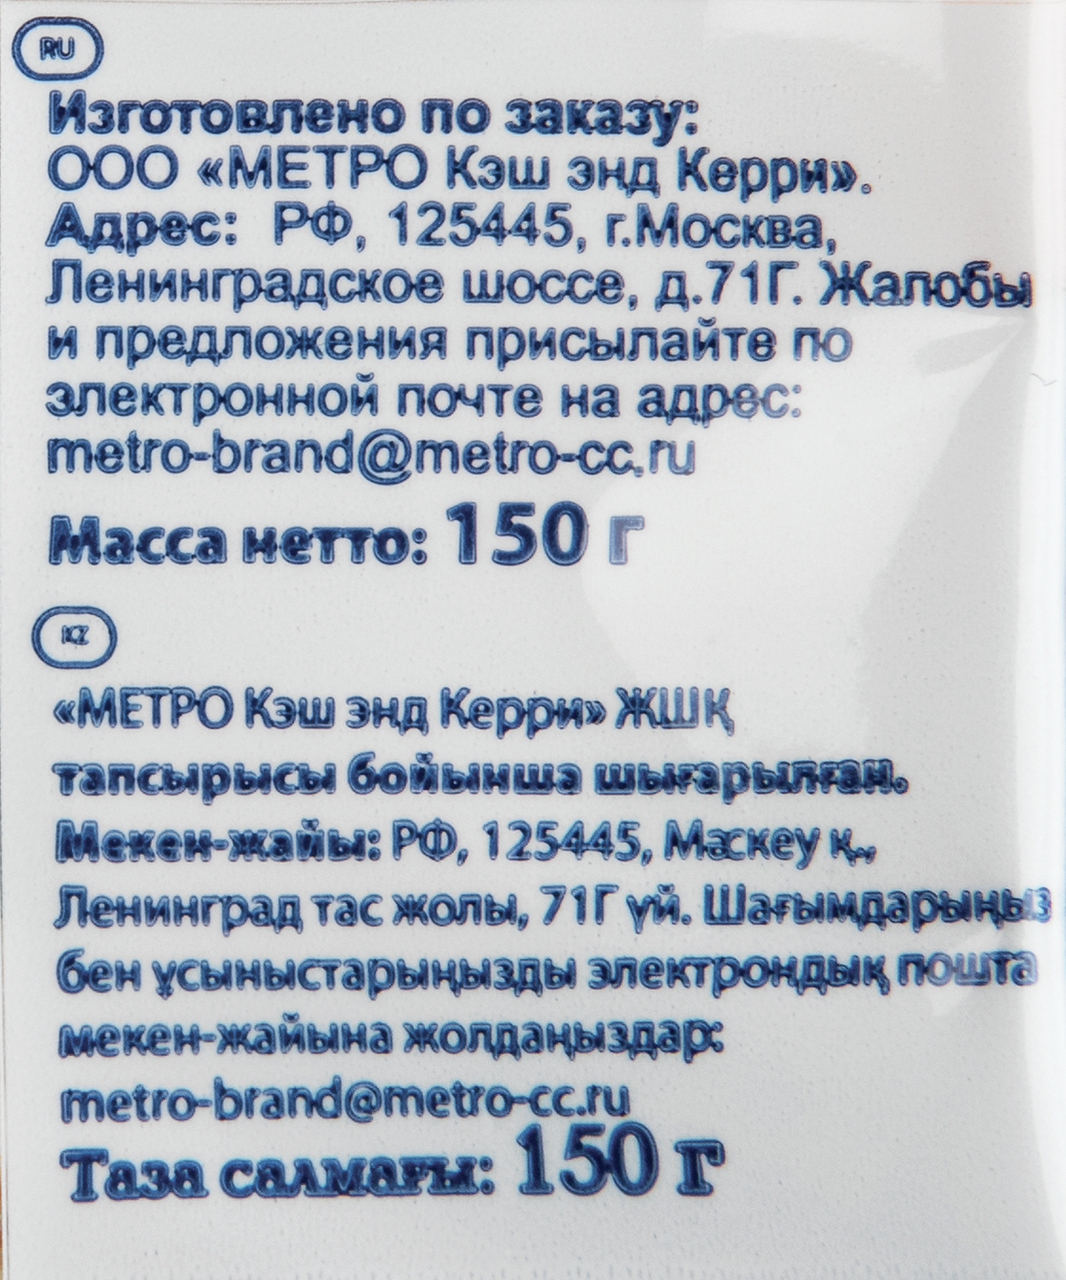 RU
Изготовлено по заказу:
ООО «МЕТРО Кэш энд Керри».
Адрес: РФ, 125445, г.Москва,
Ленинградское шоссе, д.71Г. Жалобы
и предложения присылайте по
электронной почте на адрес:
metro-brand@metro-cc.ru
Масса нетто: 150 г
KZ
«МЕТРО Кэш энд Керри» ЖШҚ
тапсырысы бойынша шығарылған.
Мекен-жайы: РФ, 125445, Мәскеу қ.,
Ленинград тас жолы, 71Г үй. Шағымдарыңыз
бен ұсыныстарыңызды электрондық пошта
мекен-жайына жолдаңыздар:
metro-brand@metro-cc.ru
Таза салмағы: 150 г